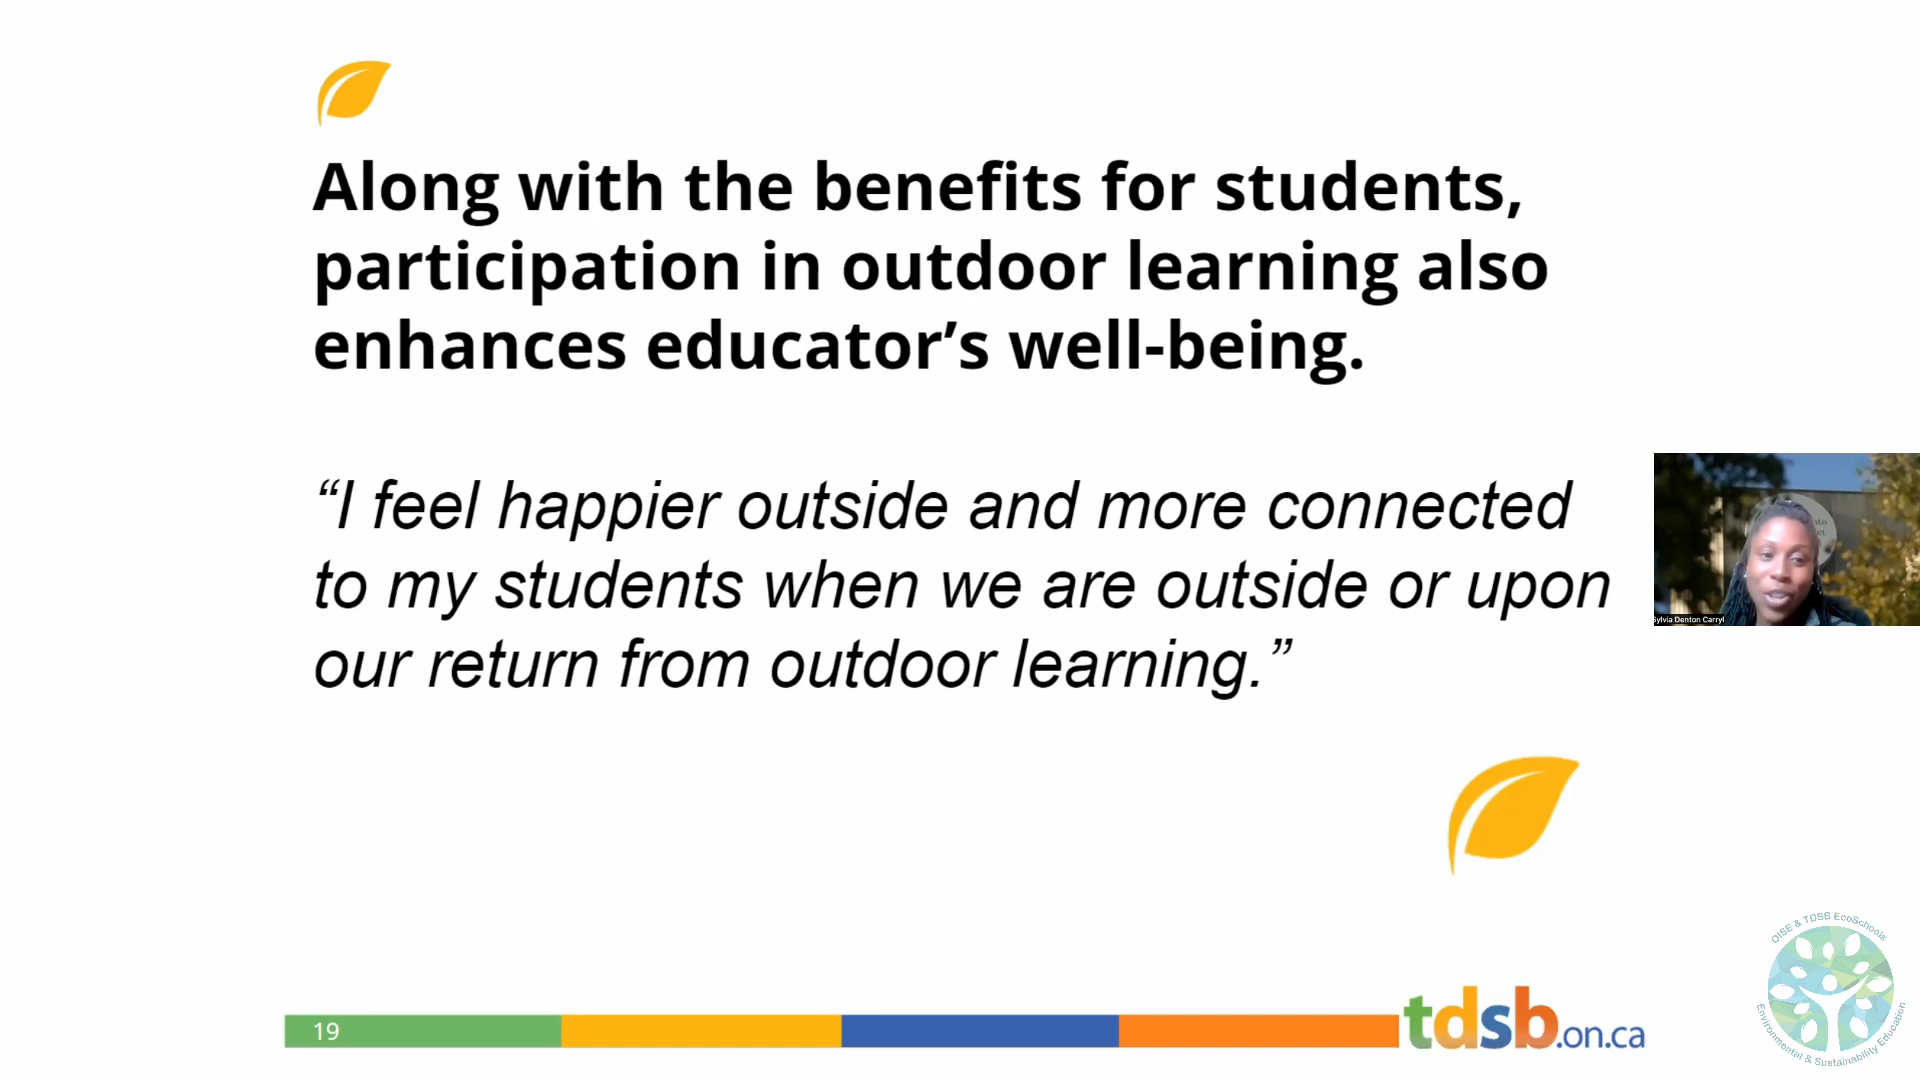 Along with the benefits for students,
participation in outdoor learning also
enhances educator’s well-being.
“I feel happier outside and more connected
to my students when we are outside or upon
our return from outdoor learning.”
Sylvia Denton Carryl
19
tdsb.on.ca
OISE & TDSB EcoSchools
Environmental & Sustainability Education